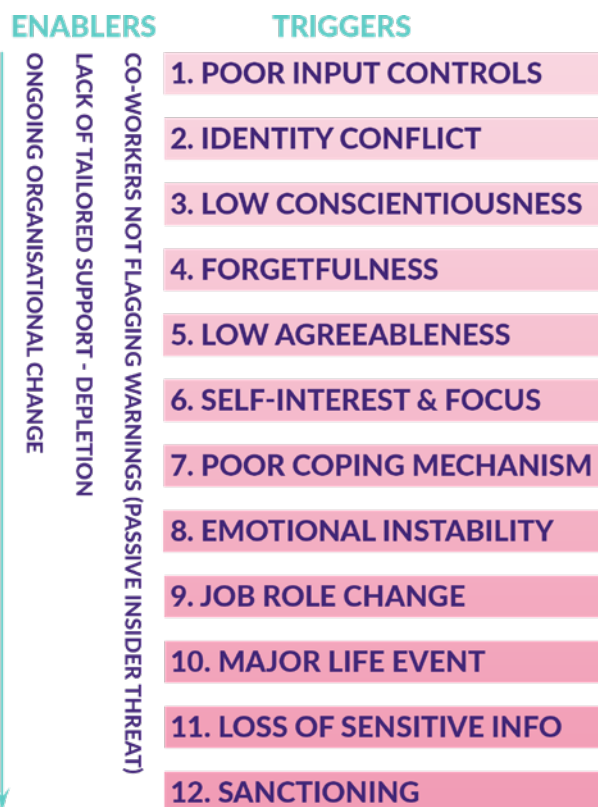 ENABLERS
TRIGGERS
ONGOING ORGANISATIONAL CHANGE
LACK OF TAILORED SUPPORT - DEPLETION
CO-WORKERS NOT FLAGGING WARNINGS (PASSIVE INSIDER THREAT)
1. POOR INPUT CONTROLS
2. IDENTITY CONFLICT
3. LOW CONSCIENTIOUSNESS
4. FORGETFULNESS
5. LOW AGREEABLENESS
6. SELF-INTEREST & FOCUS
7. POOR COPING MECHANISM
8. EMOTIONAL INSTABILITY
9. JOB ROLE CHANGE
10. MAJOR LIFE EVENT
11. LOSS OF SENSITIVE INFO
12. SANCTIONING